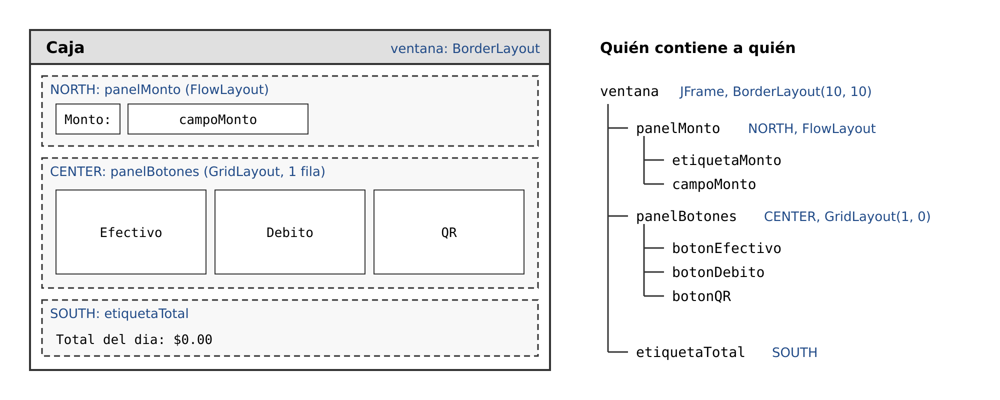 Caja
ventana: BorderLayout
NORTH: panelMonto (FlowLayout)
Monto:
campoMonto
CENTER: panelBotones (GridLayout, 1 fila)
Efectivo
Debito
QR
SOUTH: etiquetaTotal
Total del dia: $0.00
Quién contiene a quién
ventana JFrame, BorderLayout(10, 10)
panelMonto NORTH, FlowLayout
etiquetaMonto
campoMonto
panelBotones CENTER, GridLayout(1, 0)
botonEfectivo
botonDebito
botonQR
etiquetaTotal SOUTH